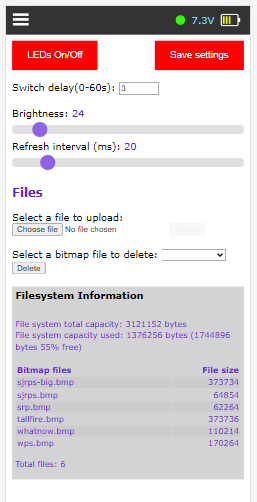 7.3V
LEDs On/Off
Save settings
Switch delay(0-60s): 3
Brightness: 24
Refresh interval (ms): 20
Files
Select a file to upload:
Choose file No file chosen Submit
Select a bitmap file to delete:
Delete
Filesystem Information
File system total capacity: 3121152 bytes
File system capacity used: 1376256 bytes (1744896
bytes 55% free)
Bitmap files File size
sjrps-big.bmp 373734
sjrps.bmp 64854
srp.bmp 62264
tallfire.bmp 373736
whatnow.bmp 110214
wps.bmp 170264
Total files: 6